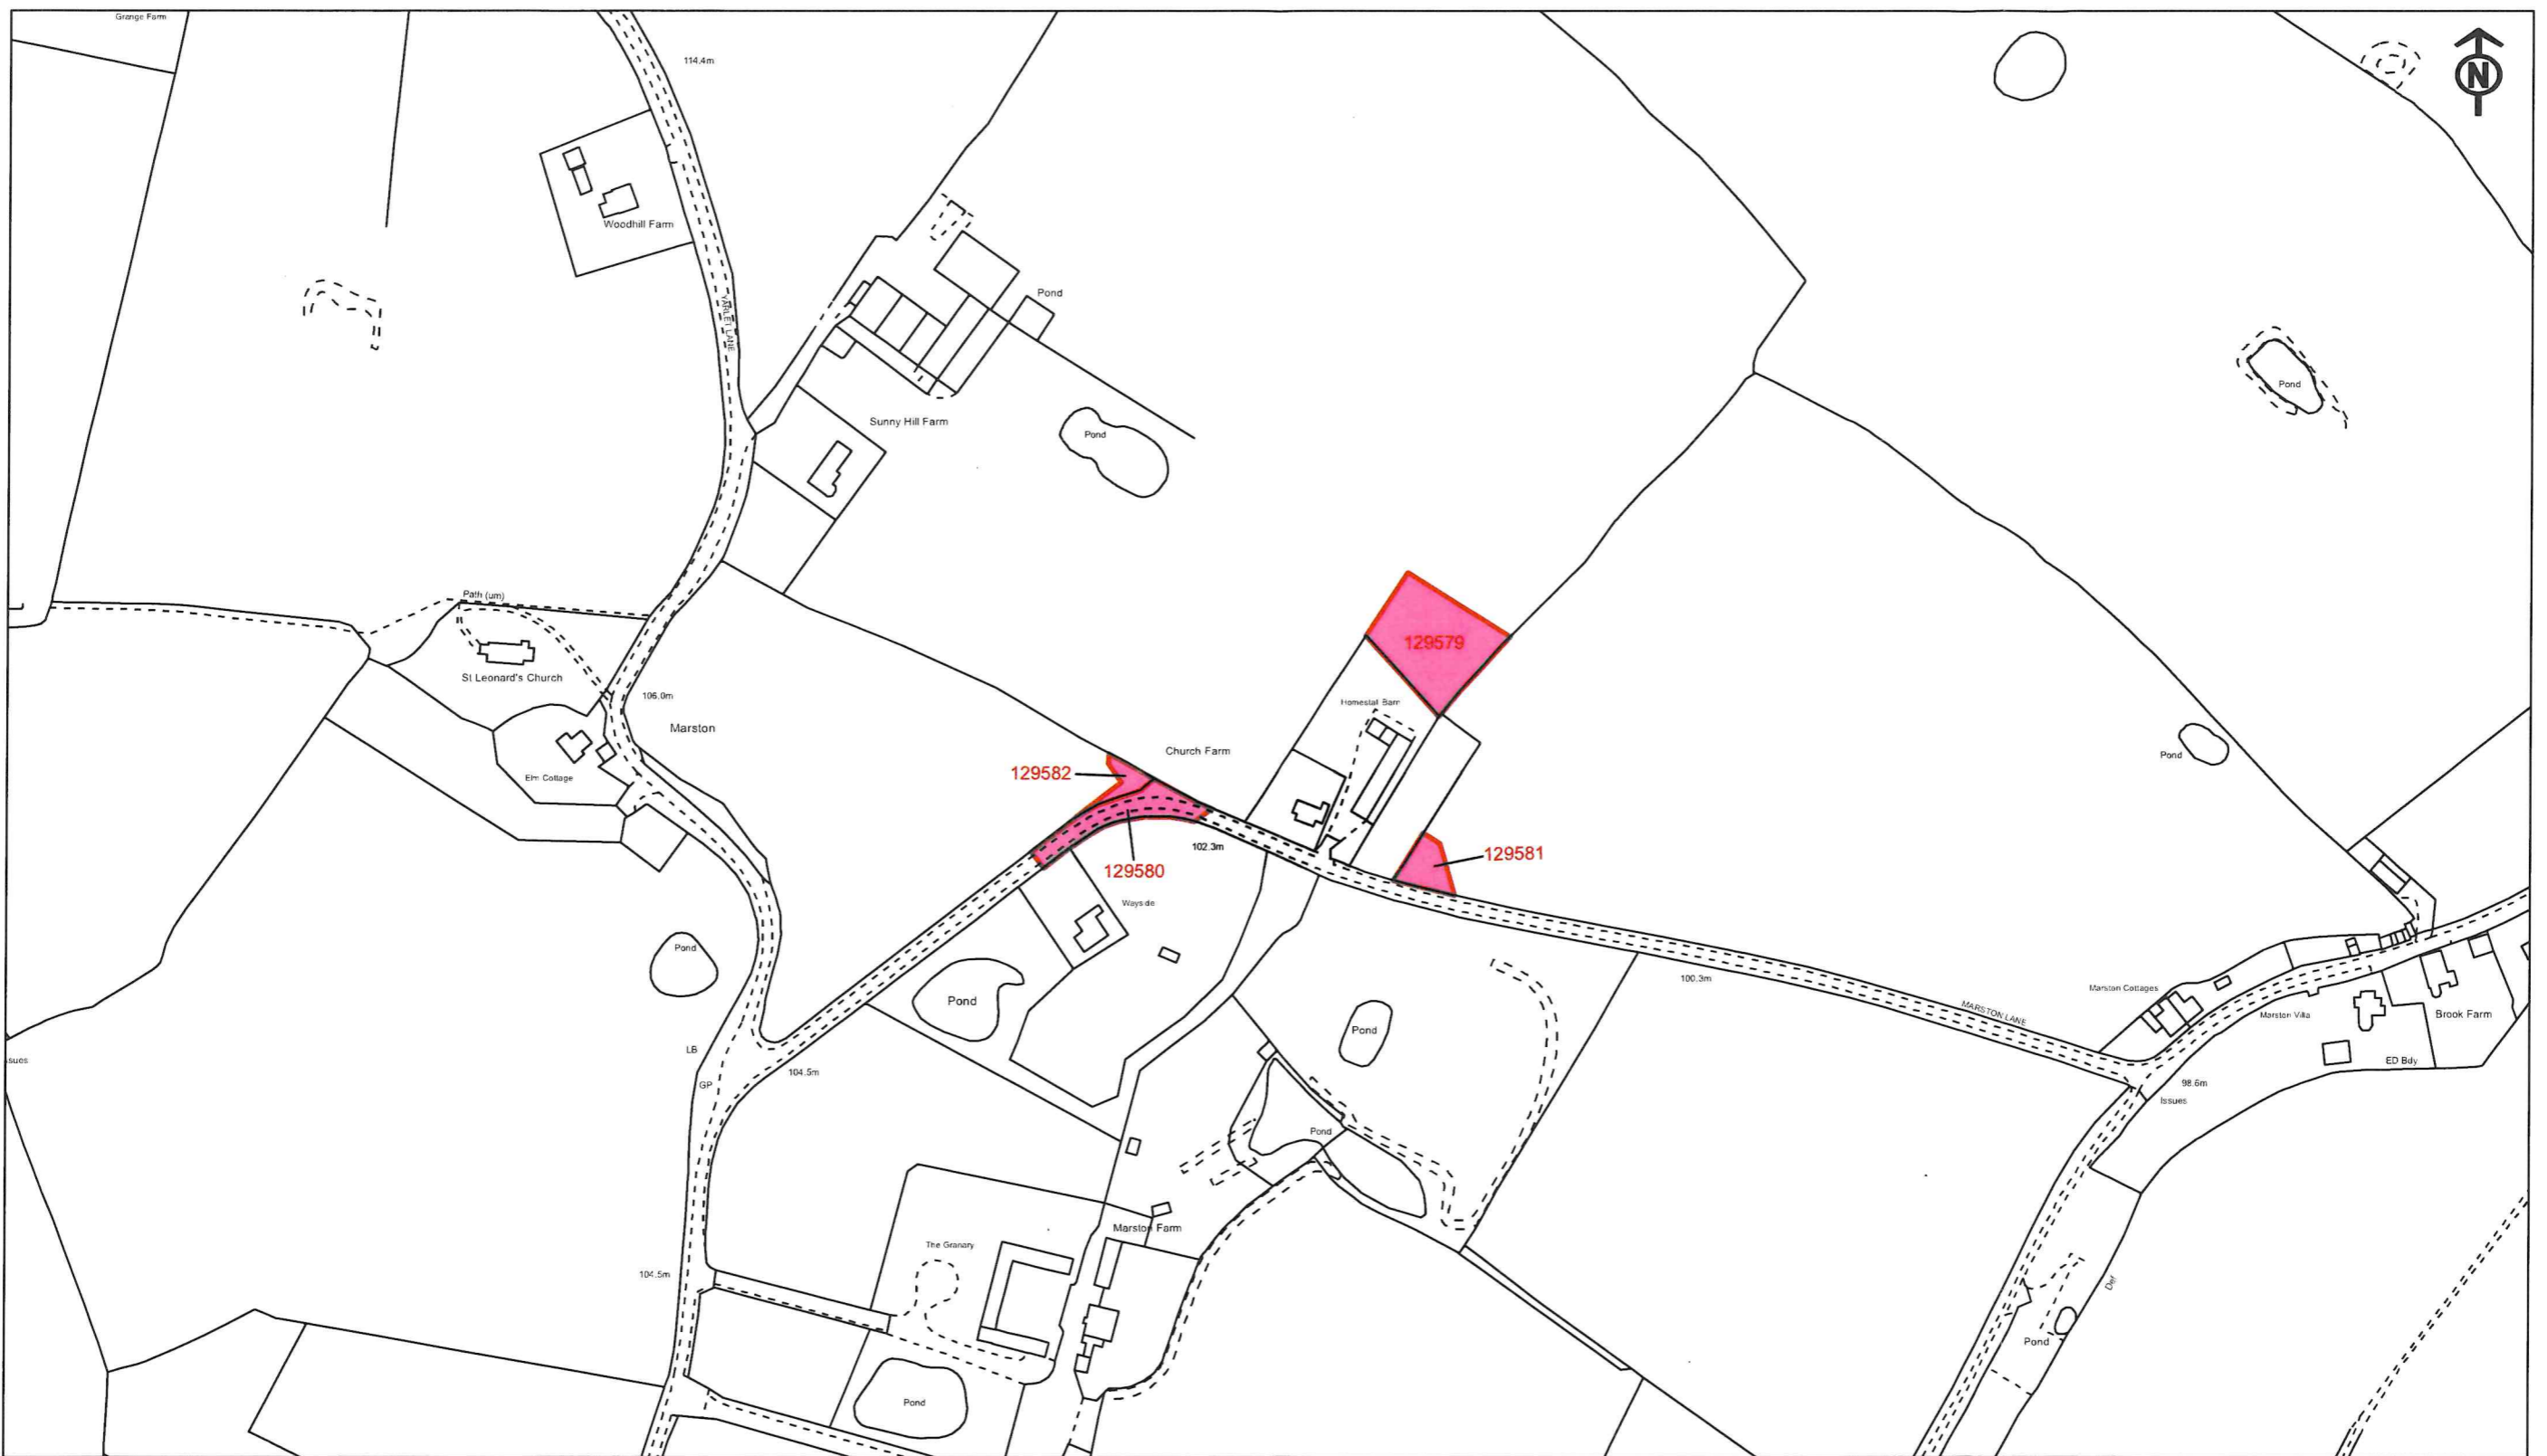 Grange Farm
114.4m
N
Woodhill Farm
YARLET LANE
Pond
Sunny Hill Farm
Pond
Pond
Path (um)
129579
St Leonard's Church
106.0m
Marston
Homestall Barn
Church Farm
129582
Elm Cottage
Pond
102.3m
129581
129580
Wayside
Pond
Pond
100.3m
MARSTON LANE
Marston Cottages
Marston Villa
Brook Farm
Pond
LB
ssues
104.5m
GP
ED Bdy
98.6m
Issues
Pond
Marston Farm
The Granary
104.5m
Def
Pond
Pond